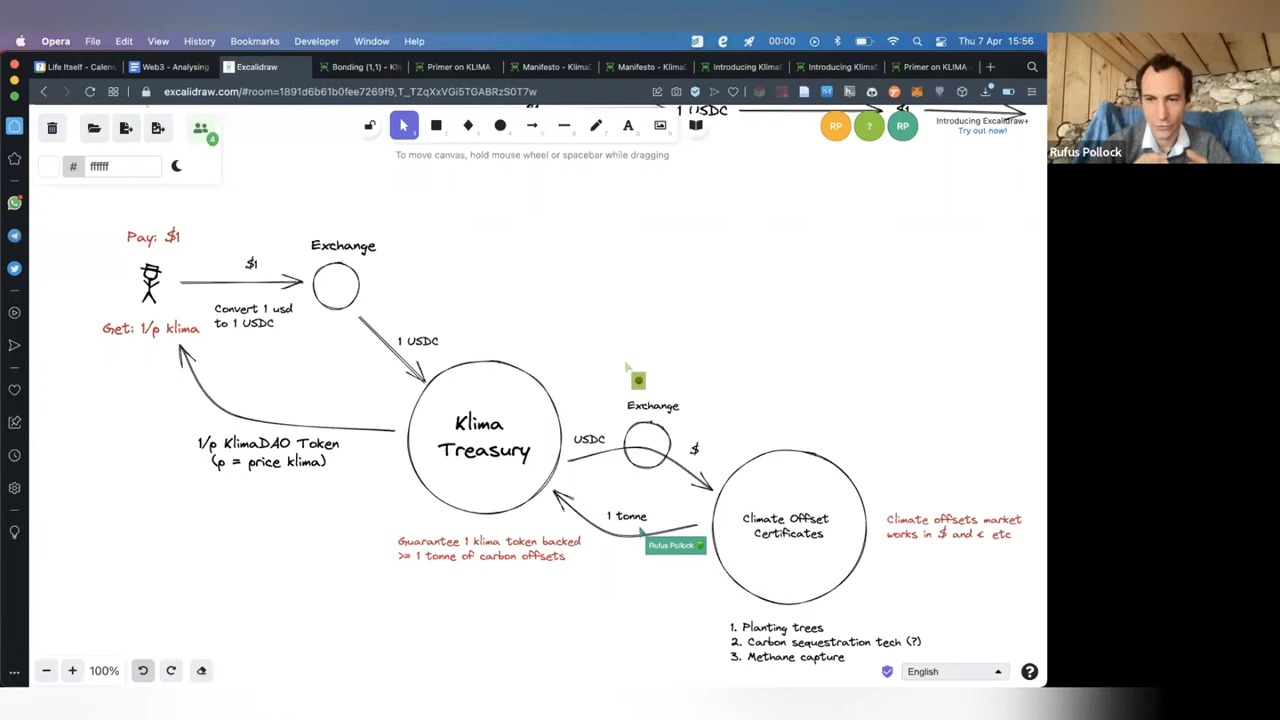 Opera File Edit View History Bookmarks Developer Window Help 00:00 Thu 7 Apr 15:56
Life Itself - Calen Web3 - Analysing Excalidraw Bonding (1,1) - Kli Primer on KLIMA Manifesto - Klima Manifesto - Klima Introducing Klima Introducing Klima Primer on KLIMA
excalidraw.com/#room=1891d6b61b0fee7269f9,T_TZqXxVGi5TGABRzS0T7w
1 USDC $1
Introducing Excalidraw+
Try out now!
RP ? RP
4
To move canvas, hold mouse wheel or spacebar while dragging
# ffffff
Rufus Pollock
Pay: $1
Exchange
$1
Convert 1 usd
to 1 USDC
Get: 1/p klima
1 USDC
Klima
Treasury
Exchange
USDC
$
1/p KlimaDAO Token
(p = price klima)
1 tonne
Rufus Pollock
Climate Offset
Certificates
Climate offsets market
works in $ and € etc
Guarantee 1 klima token backed
>= 1 tonne of carbon offsets
1. Planting trees
2. Carbon sequestration tech (?)
3. Methane capture
100%
English
?